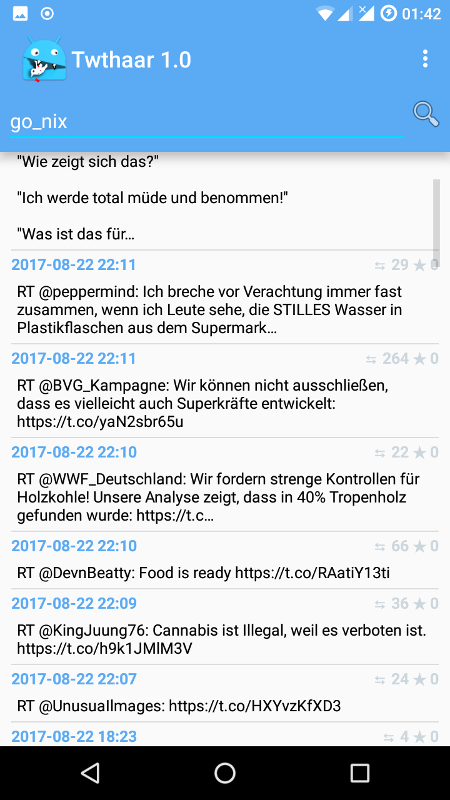 01:42
Twthaar 1.0
go_nix
"Wie zeigt sich das?"
"Ich werde total müde und benommen!"
"Was ist das für…
2017-08-22 22:11 29 0
RT @peppermind: Ich breche vor Verachtung immer fast
zusammen, wenn ich Leute sehe, die STILLES Wasser in
Plastikflaschen aus dem Supermark…
2017-08-22 22:11 264 0
RT @BVG_Kampagne: Wir können nicht ausschließen,
dass es vielleicht auch Superkräfte entwickelt:
https://t.co/yaN2sbr65u
2017-08-22 22:10 22 0
RT @WWF_Deutschland: Wir fordern strenge Kontrollen für
Holzkohle! Unsere Analyse zeigt, dass in 40% Tropenholz
gefunden wurde: https://t.c…
2017-08-22 22:10 66 0
RT @DevnBeatty: Food is ready https://t.co/RAatiY13ti
2017-08-22 22:09 36 0
RT @KingJuung76: Cannabis ist Illegal, weil es verboten ist.
https://t.co/h9k1JMlM3V
2017-08-22 22:07 24 0
RT @UnusualImages: https://t.co/HXYvzKfXD3
2017-08-22 18:23 4 0